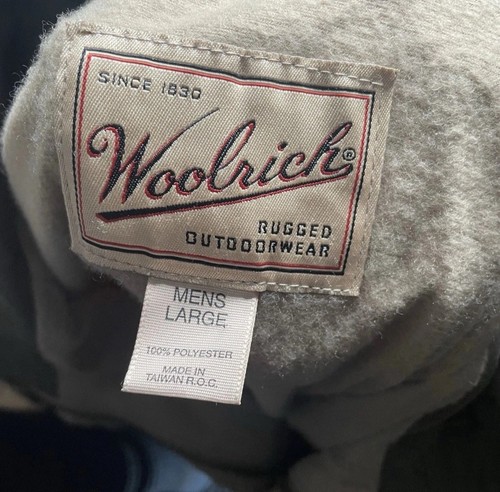 SINCE 1830
Woolrich®
RUGGED
OUTDOORWEAR
MENS
LARGE
100% POLYESTER
MADE IN
TAIWAN R.O.C.